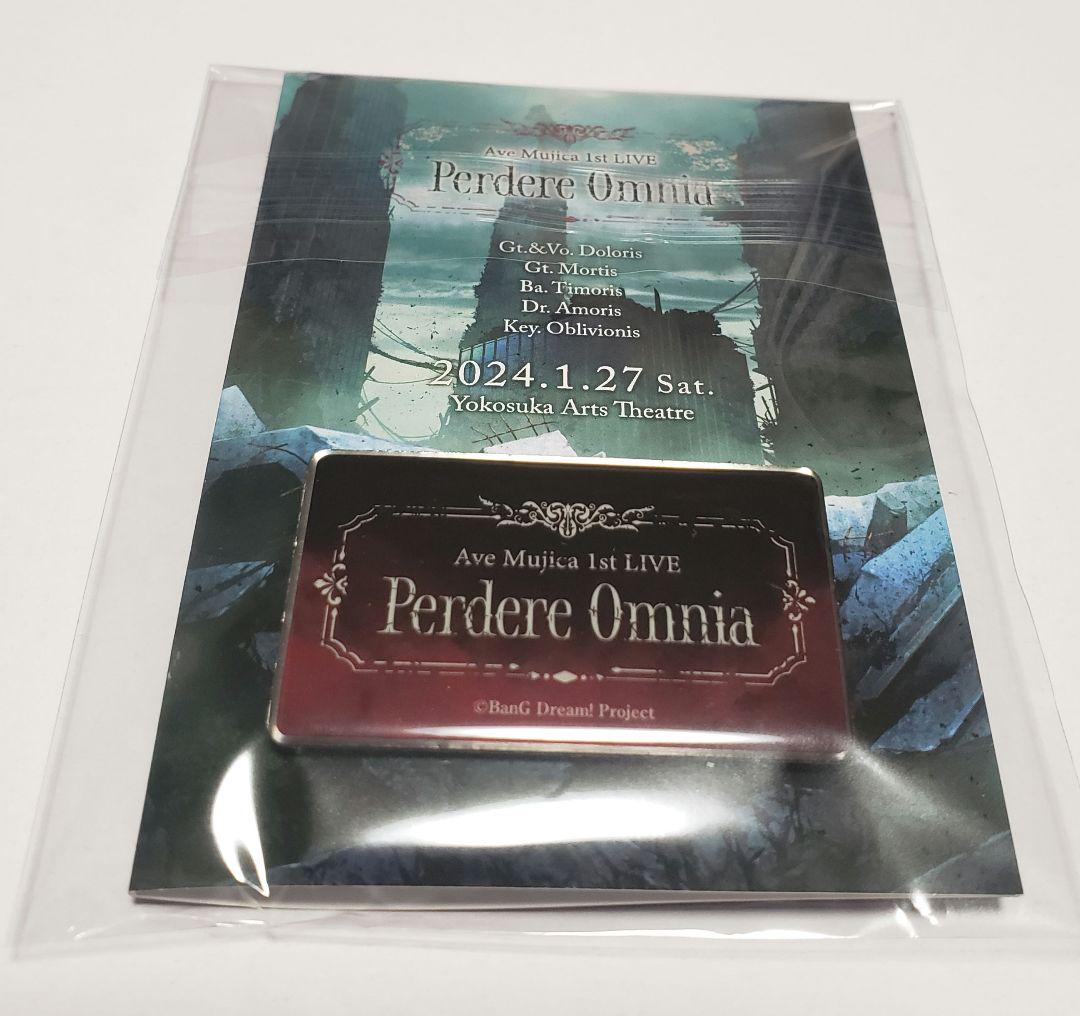 Ave Mujica 1st LIVE
Perdere Omnia
Gt.&Vo. Doloris
Gt. Mortis
Ba. Timoris
Dr. Amoris
Key. Oblivionis
2024.1.27 Sat.
Yokosuka Arts Theatre
Ave Mujica 1st LIVE
Perdere Omnia
©BanG Dream! Project